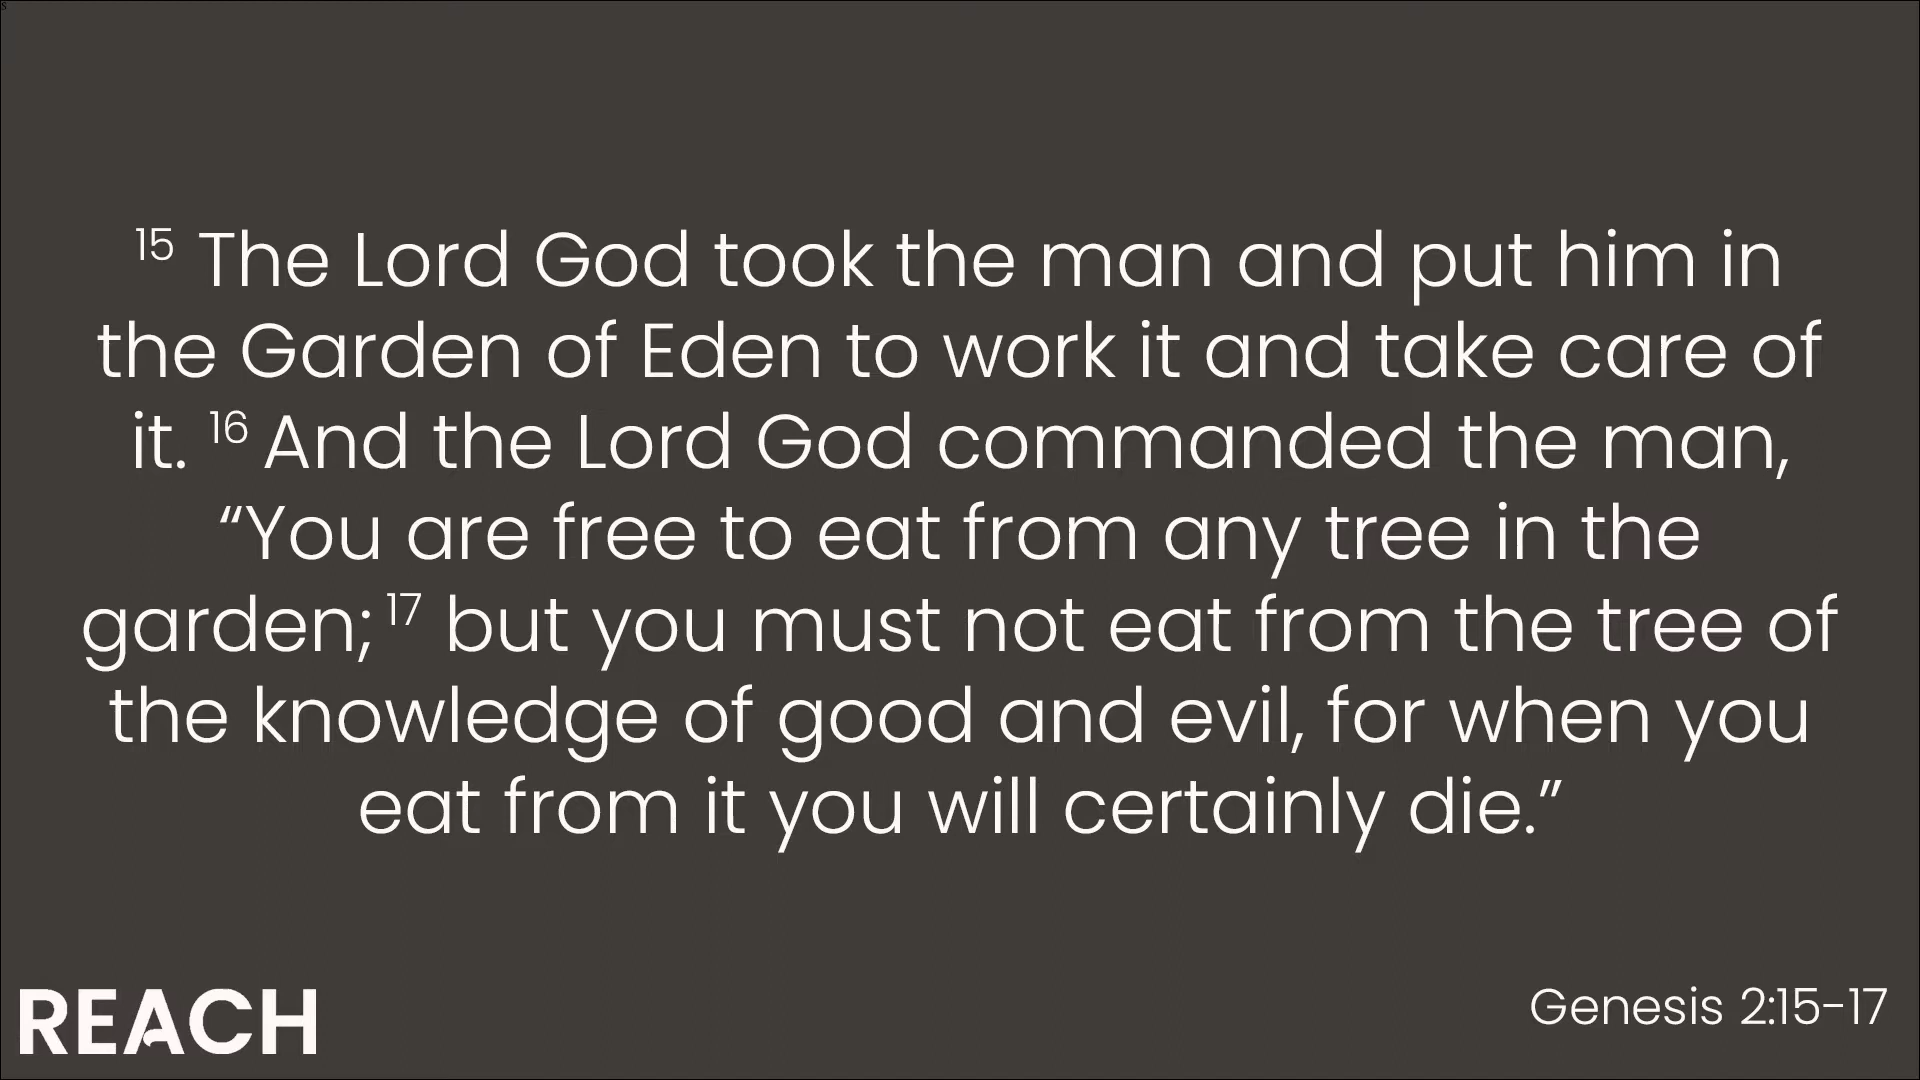 s
15 The Lord God took the man and put him in
the Garden of Eden to work it and take care of
it. 16 And the Lord God commanded the man,
“You are free to eat from any tree in the
garden; 17 but you must not eat from the tree of
the knowledge of good and evil, for when you
eat from it you will certainly die.”
REACH
Genesis 2:15-17